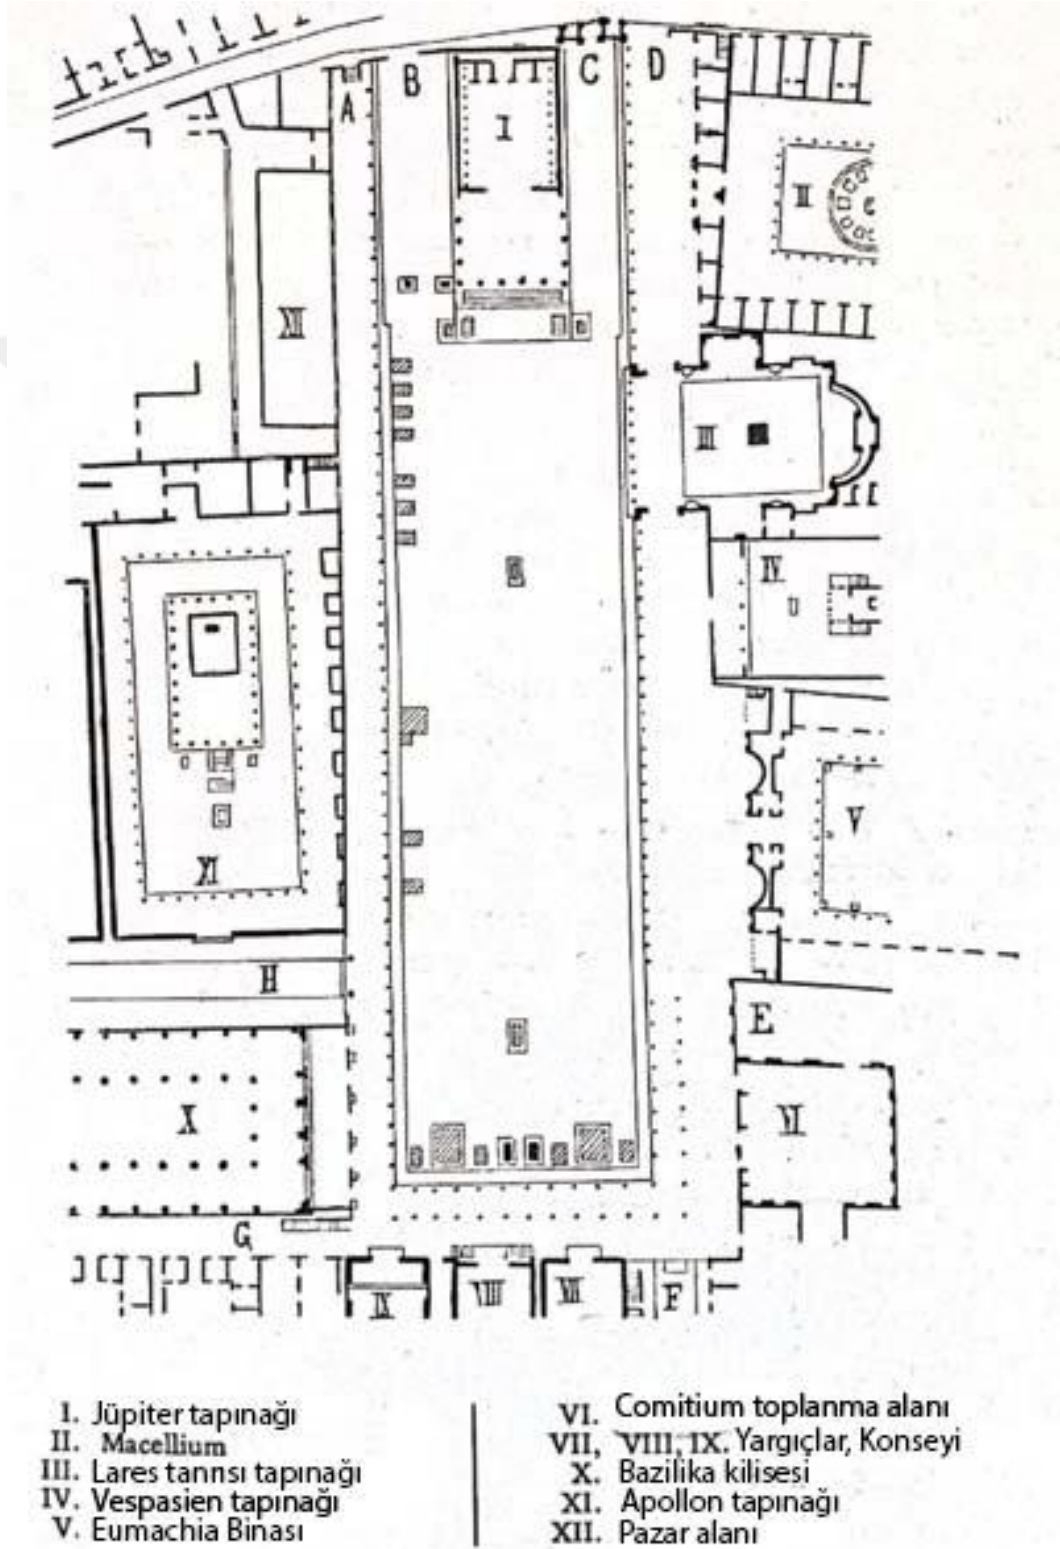 A
B
C
D
I
II
XII
III
IV
V
XI
H
E
X
VI
G
IX
VIII
VII
F
I. Jüpiter tapınağı
II. Macellium
III. Lares tanrısı tapınağı
IV. Vespasien tapınağı
V. Eumachia Binası
VI. Comitium toplanma alanı
VII, VIII, IX. Yargıçlar, Konseyi
X. Bazilika kilisesi
XI. Apollon tapınağı
XII. Pazar alanı